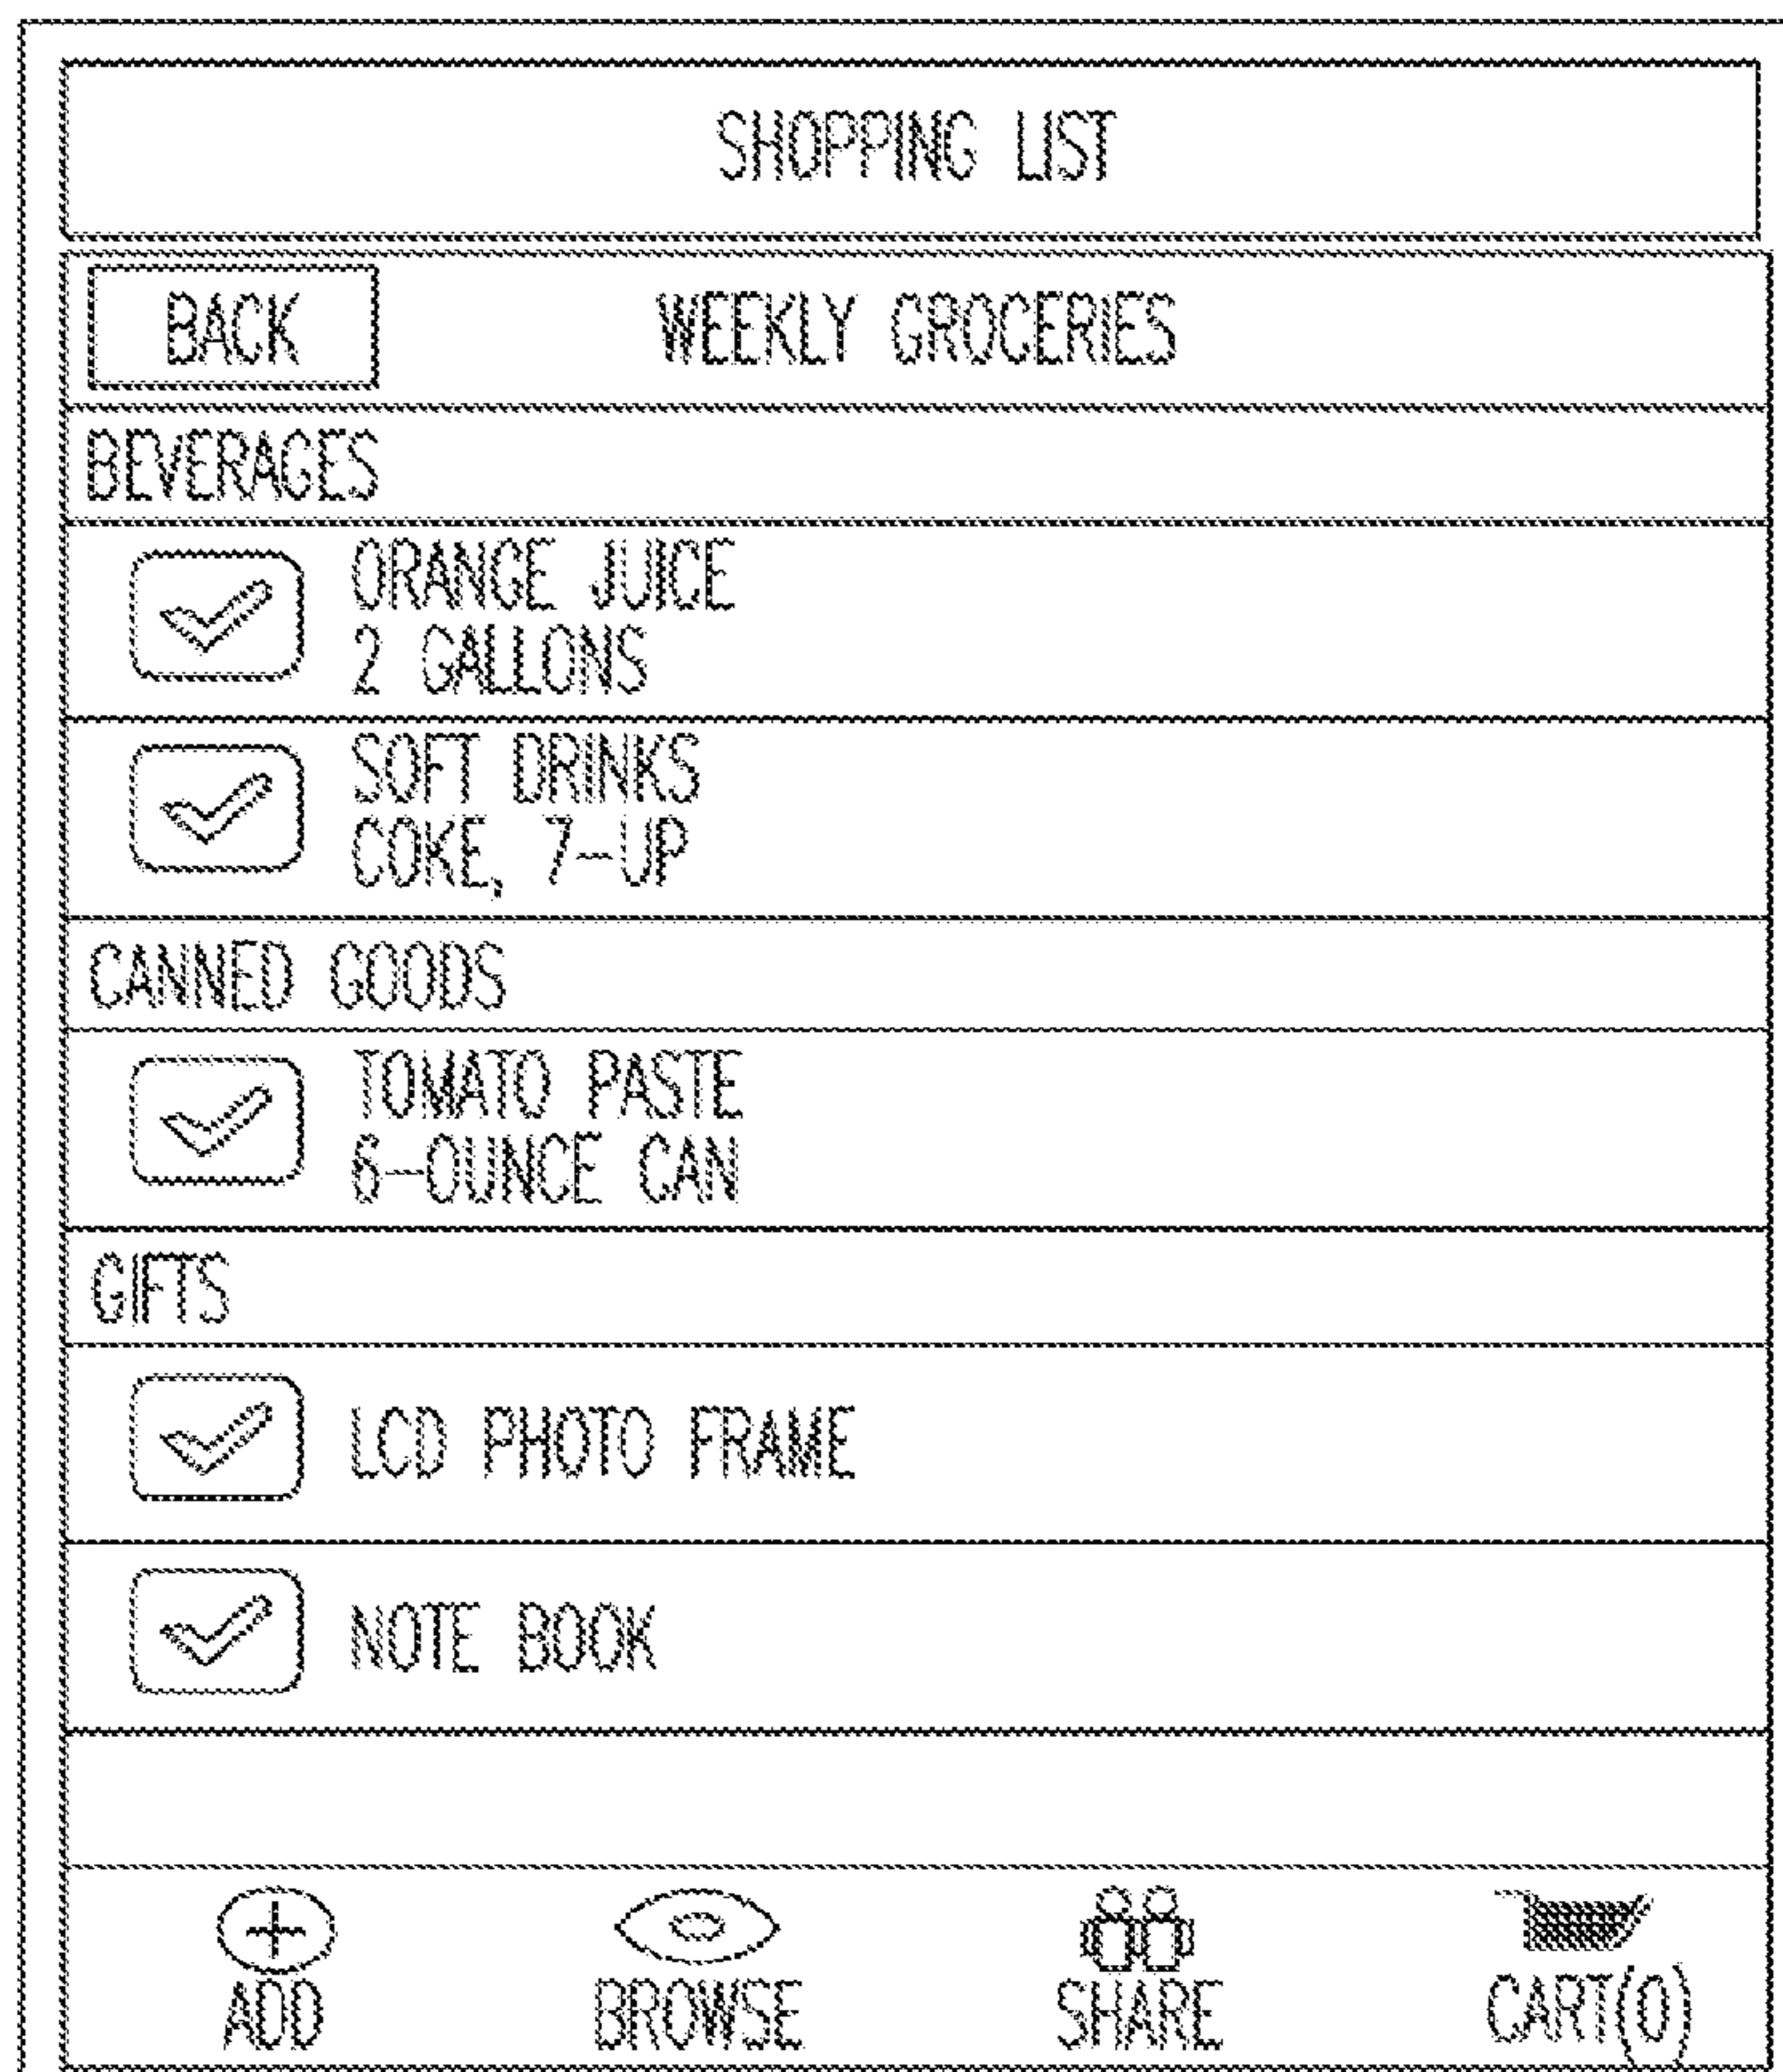 SHOPPING LIST
BACK WEEKLY GROCERIES
BEVERAGES
ORANGE JUICE
2 GALLONS
SOFT DRINKS
COKE, 7-UP
CANNED GOODS
TOMATO PASTE
6-OUNCE CAN
GIFTS
LCD PHOTO FRAME
NOTE BOOK
ADD BROWSE SHARE CART(0)